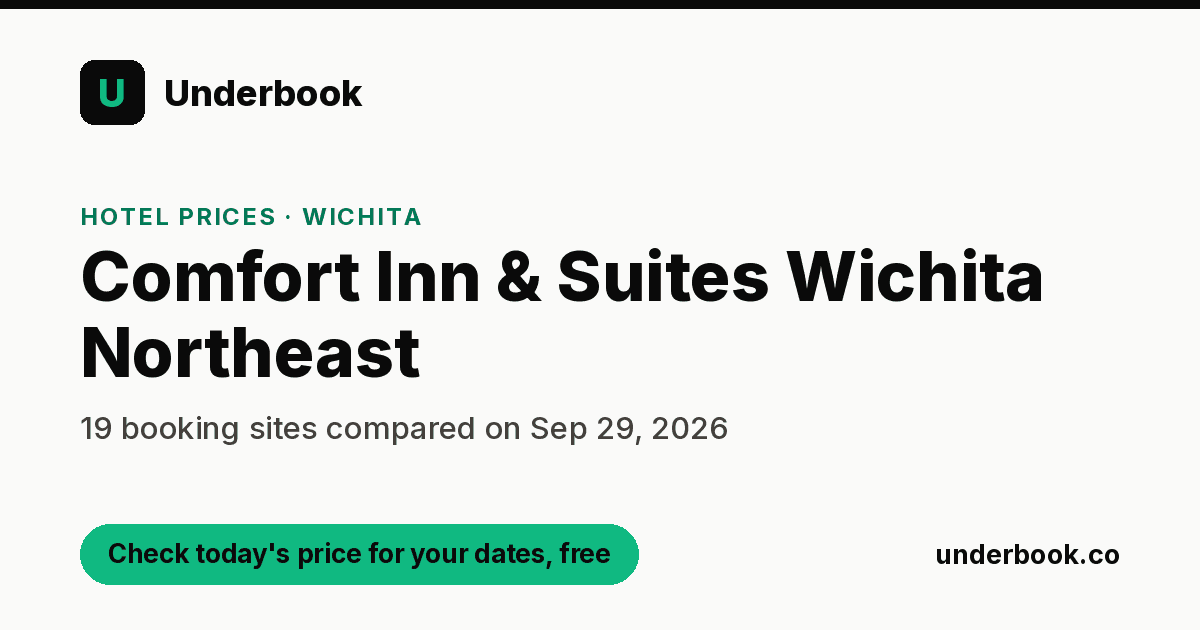 U Underbook
HOTEL PRICES · WICHITA
Comfort Inn & Suites Wichita
Northeast
19 booking sites compared on Sep 29, 2026
Check today's price for your dates, free
underbook.co